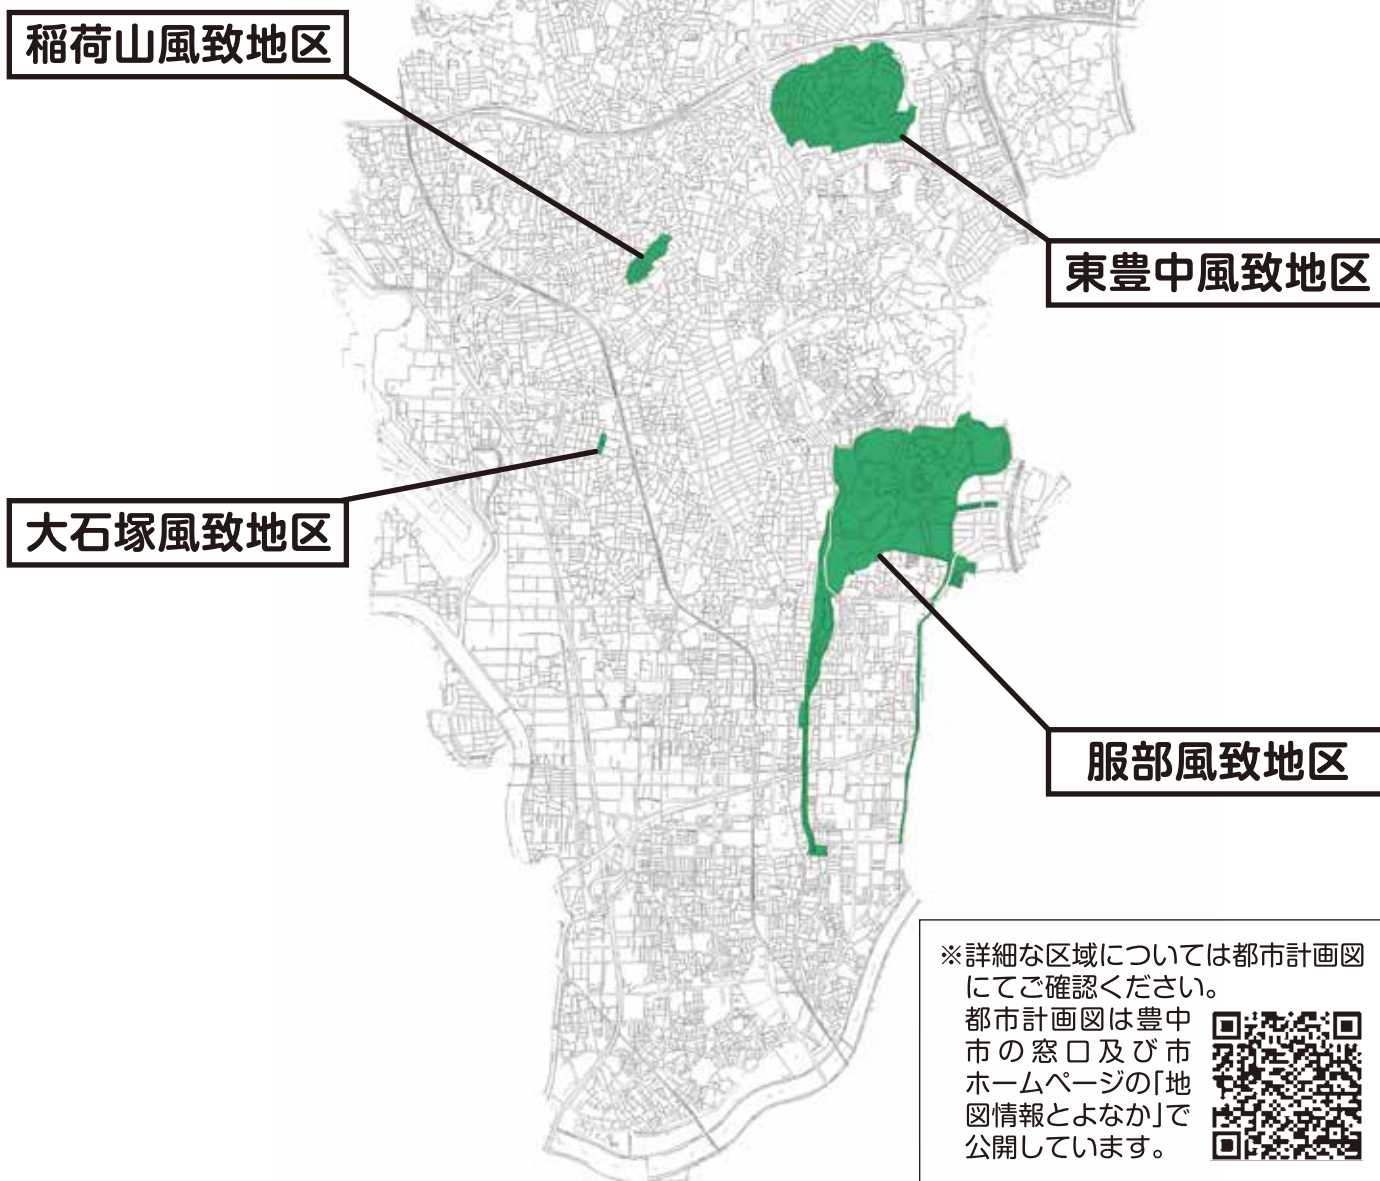 稲荷山風致地区
東豊中風致地区
大石塚風致地区
服部風致地区
※詳細な区域については都市計画図
にてご確認ください。
都市計画図は豊中
市の窓口及び市
ホームページの「地
図情報とよなか」で
公開しています。